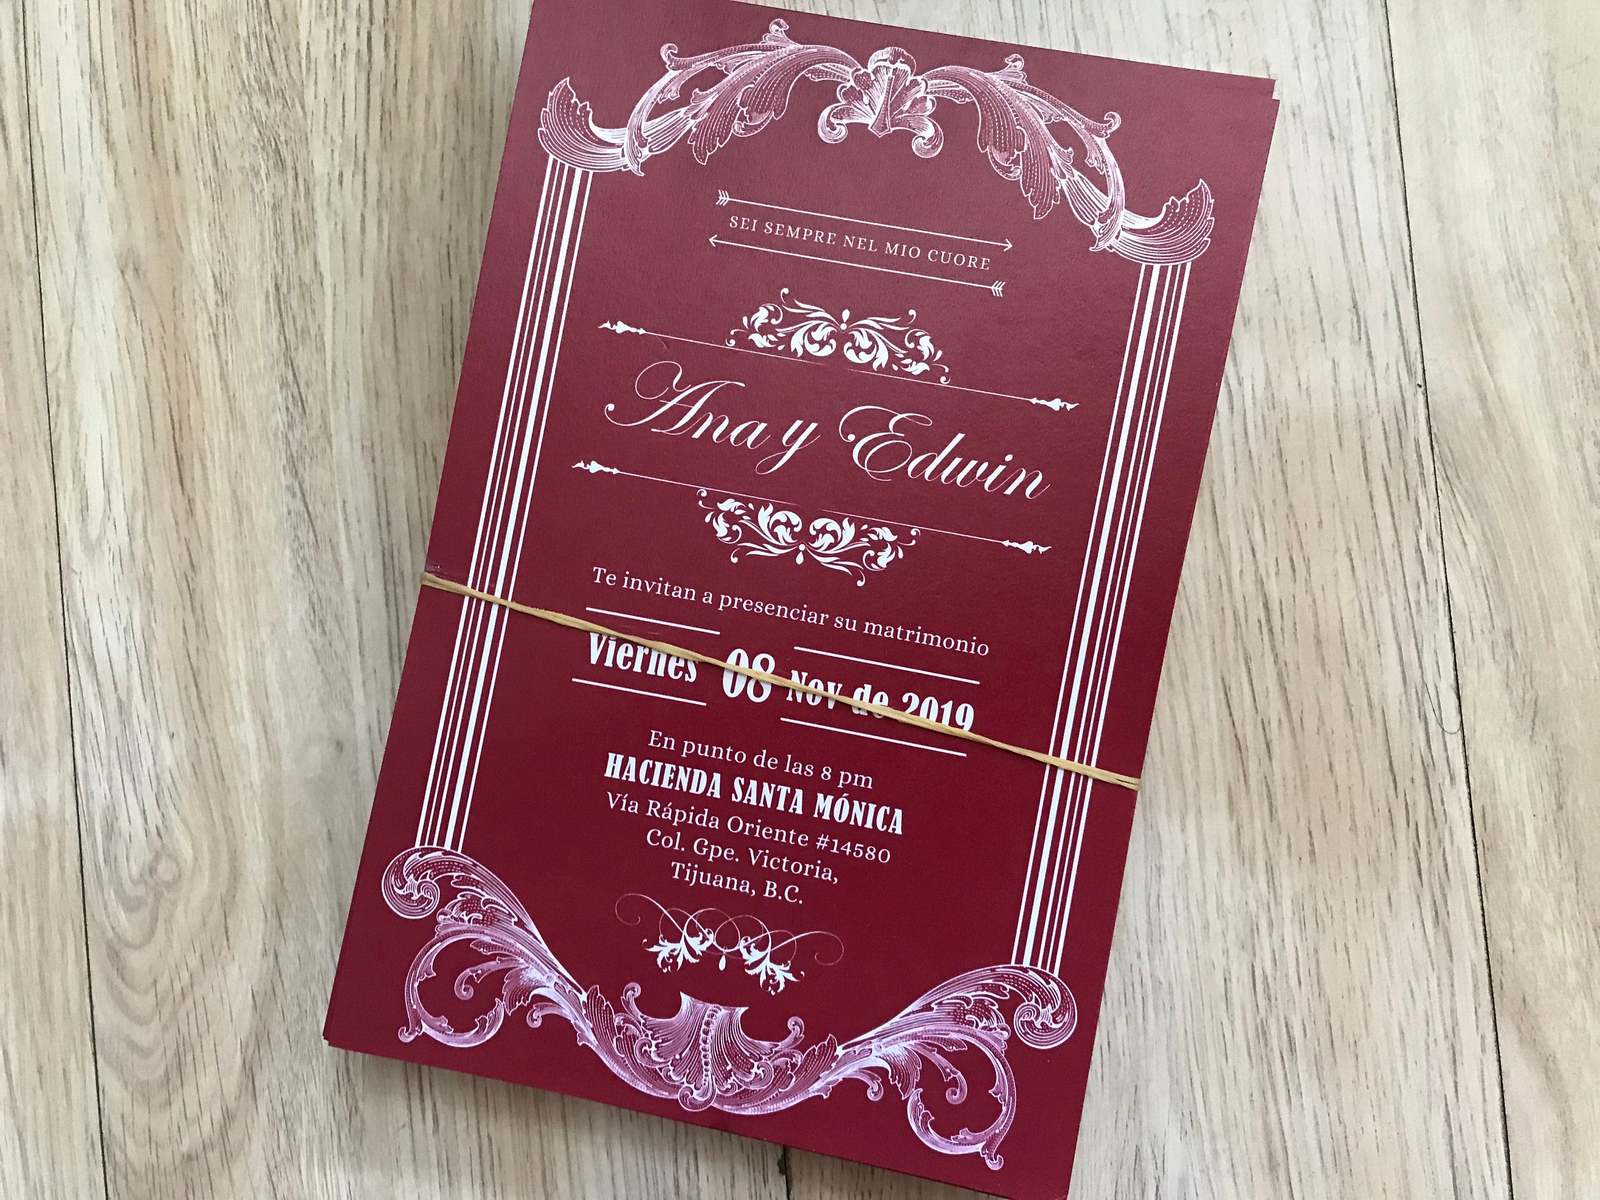 SEI SEMPRE NEL MIO CUORE
Ana y Edwin
Te invitan a presenciar su matrimonio
Viernes 08 Nov de 2019
En punto de las 8 pm
HACIENDA SANTA MÓNICA
Vía Rápida Oriente #14580
Col. Gpe. Victoria,
Tijuana, B.C.